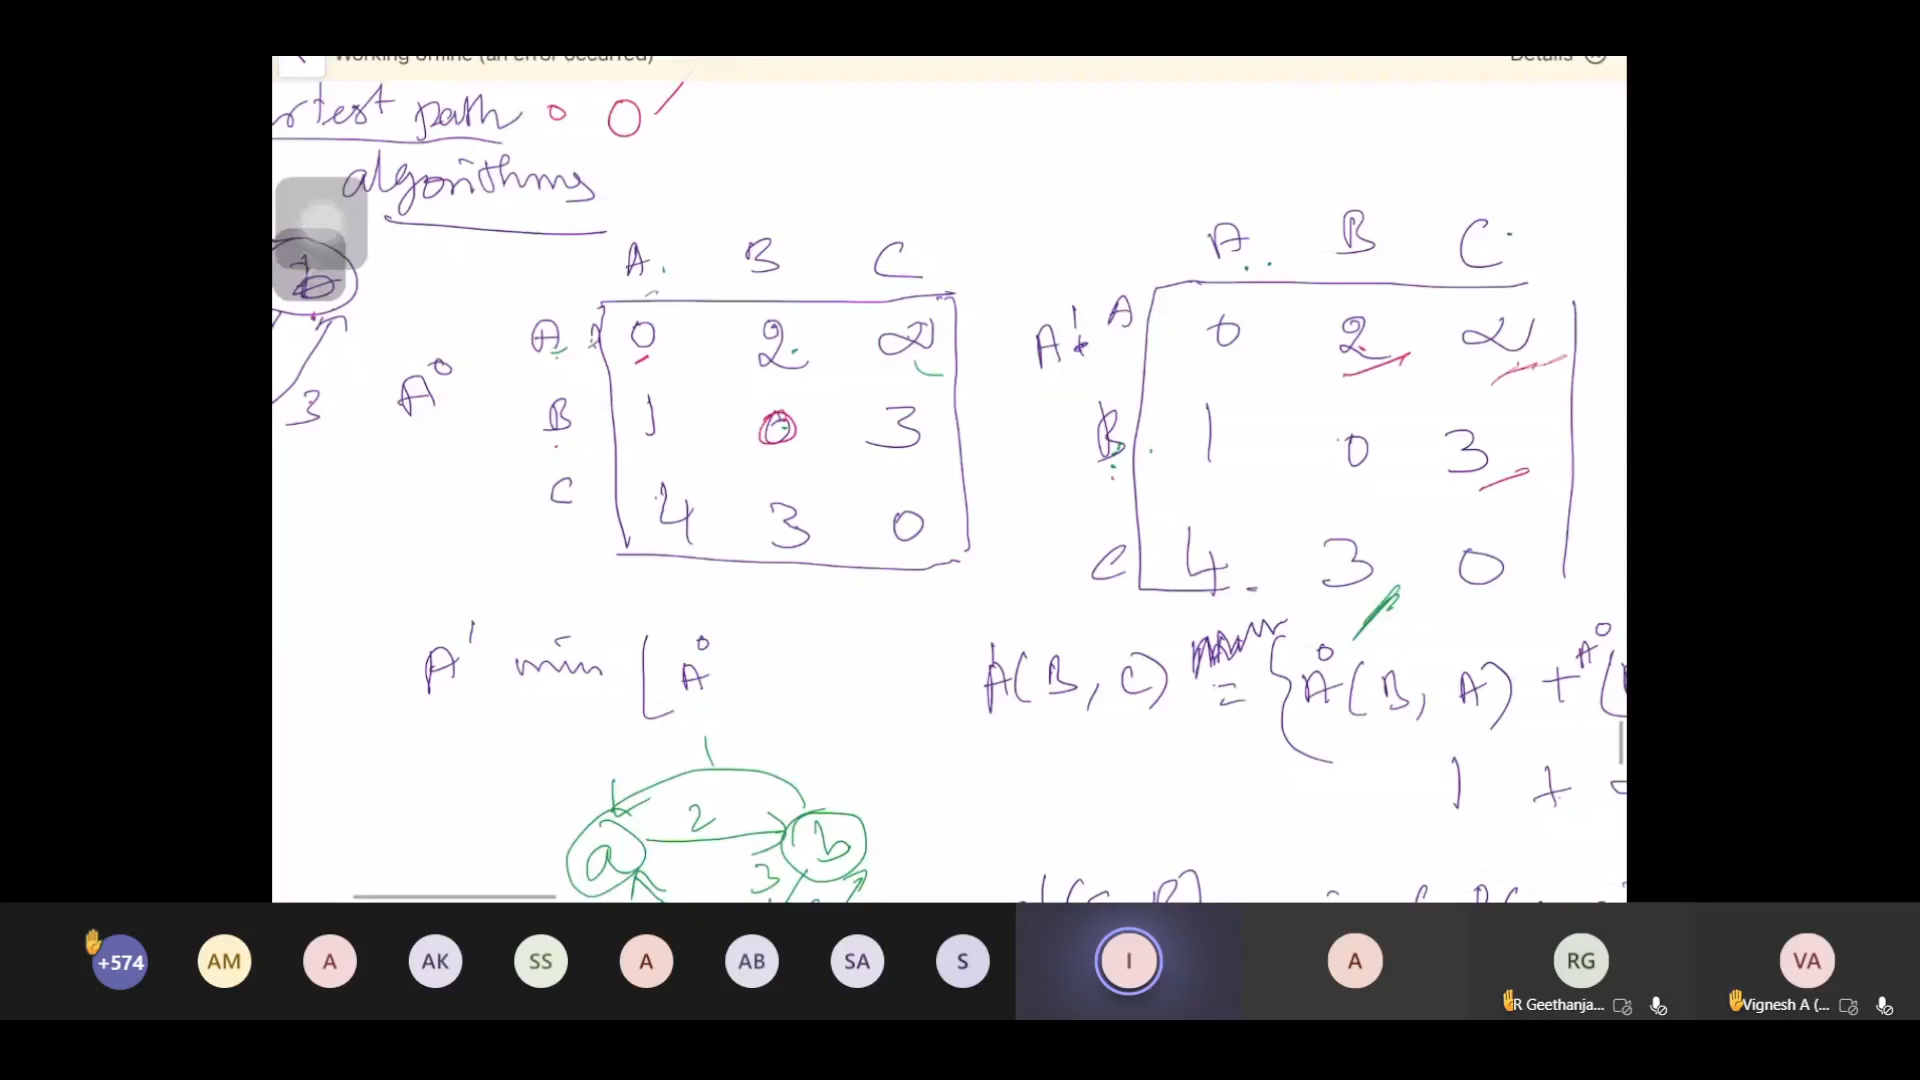 Working offline (an error occurred)
Details
rtest path
algorithms
b
3
A B C
A⁰
A 0 2 ∞
B 1 0 3
C 4 3 0
A B C
A¹
A 0 2 ∞
B 1 0 3
C 4 3 0
A¹ min [ A⁰
A(B, C) = { A⁰(B, A) + A⁰(
1 +
1
a 2 b
3
+574
AM
A
AK
SS
A
AB
SA
S
I
A
RG
VA
R Geethanja...
Vignesh A (...